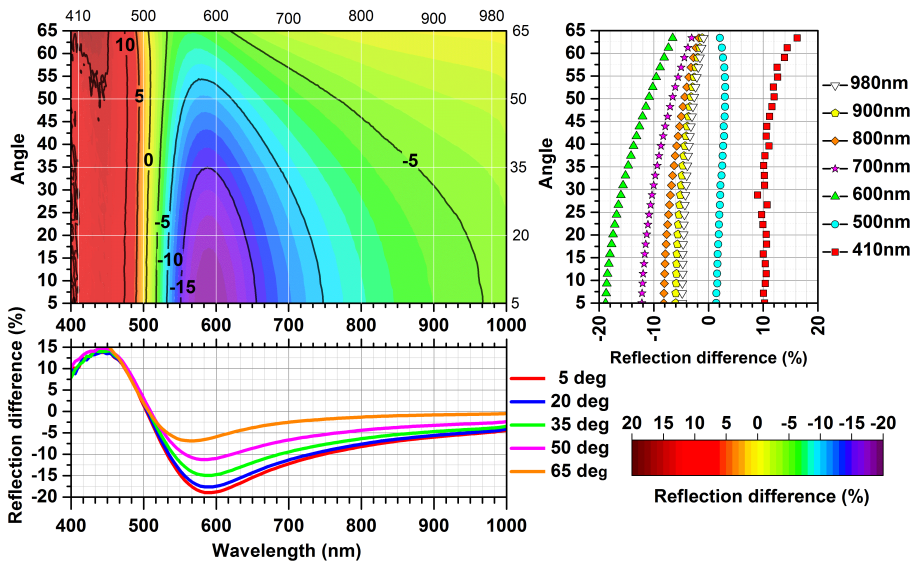 410 500 600 700 800 900 980
65 60 55 50 45 40 35 30 25 20 15 10 5
Angle
10
5
0
-5
-5
-10
-15
65 50 35 20 5
400 500 600 700 800 900 1000
65 60 55 50 45 40 35 30 25 20 15 10 5
Angle
-20 -10 0 10 20
Reflection difference (%)
980nm
900nm
800nm
700nm
600nm
500nm
410nm
Reflection difference (%)
15 10 5 0 -5 -10 -15 -20
400 500 600 700 800 900 1000
Wavelength (nm)
5 deg
20 deg
35 deg
50 deg
65 deg
20 15 10 5 0 -5 -10 -15 -20
Reflection difference (%)